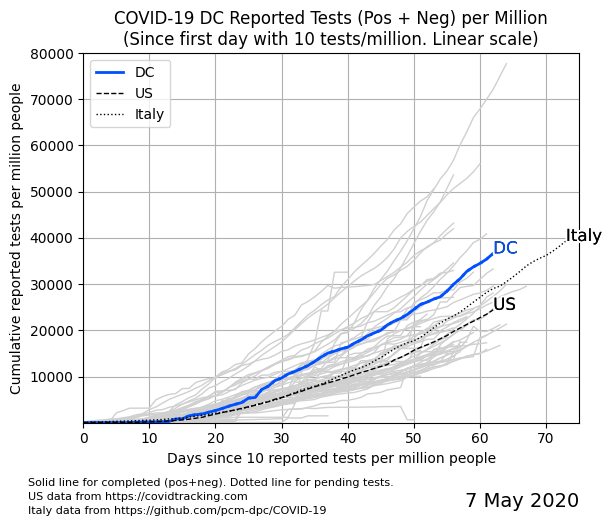 COVID-19 DC Reported Tests (Pos + Neg) per Million
(Since first day with 10 tests/million. Linear scale)
80000
70000
60000
50000
40000
30000
20000
10000
Cumulative reported tests per million people
DC
US
Italy
DC
Italy
US
0 10 20 30 40 50 60 70
Days since 10 reported tests per million people
Solid line for completed (pos+neg). Dotted line for pending tests.
US data from https://covidtracking.com
Italy data from https://github.com/pcm-dpc/COVID-19
7 May 2020